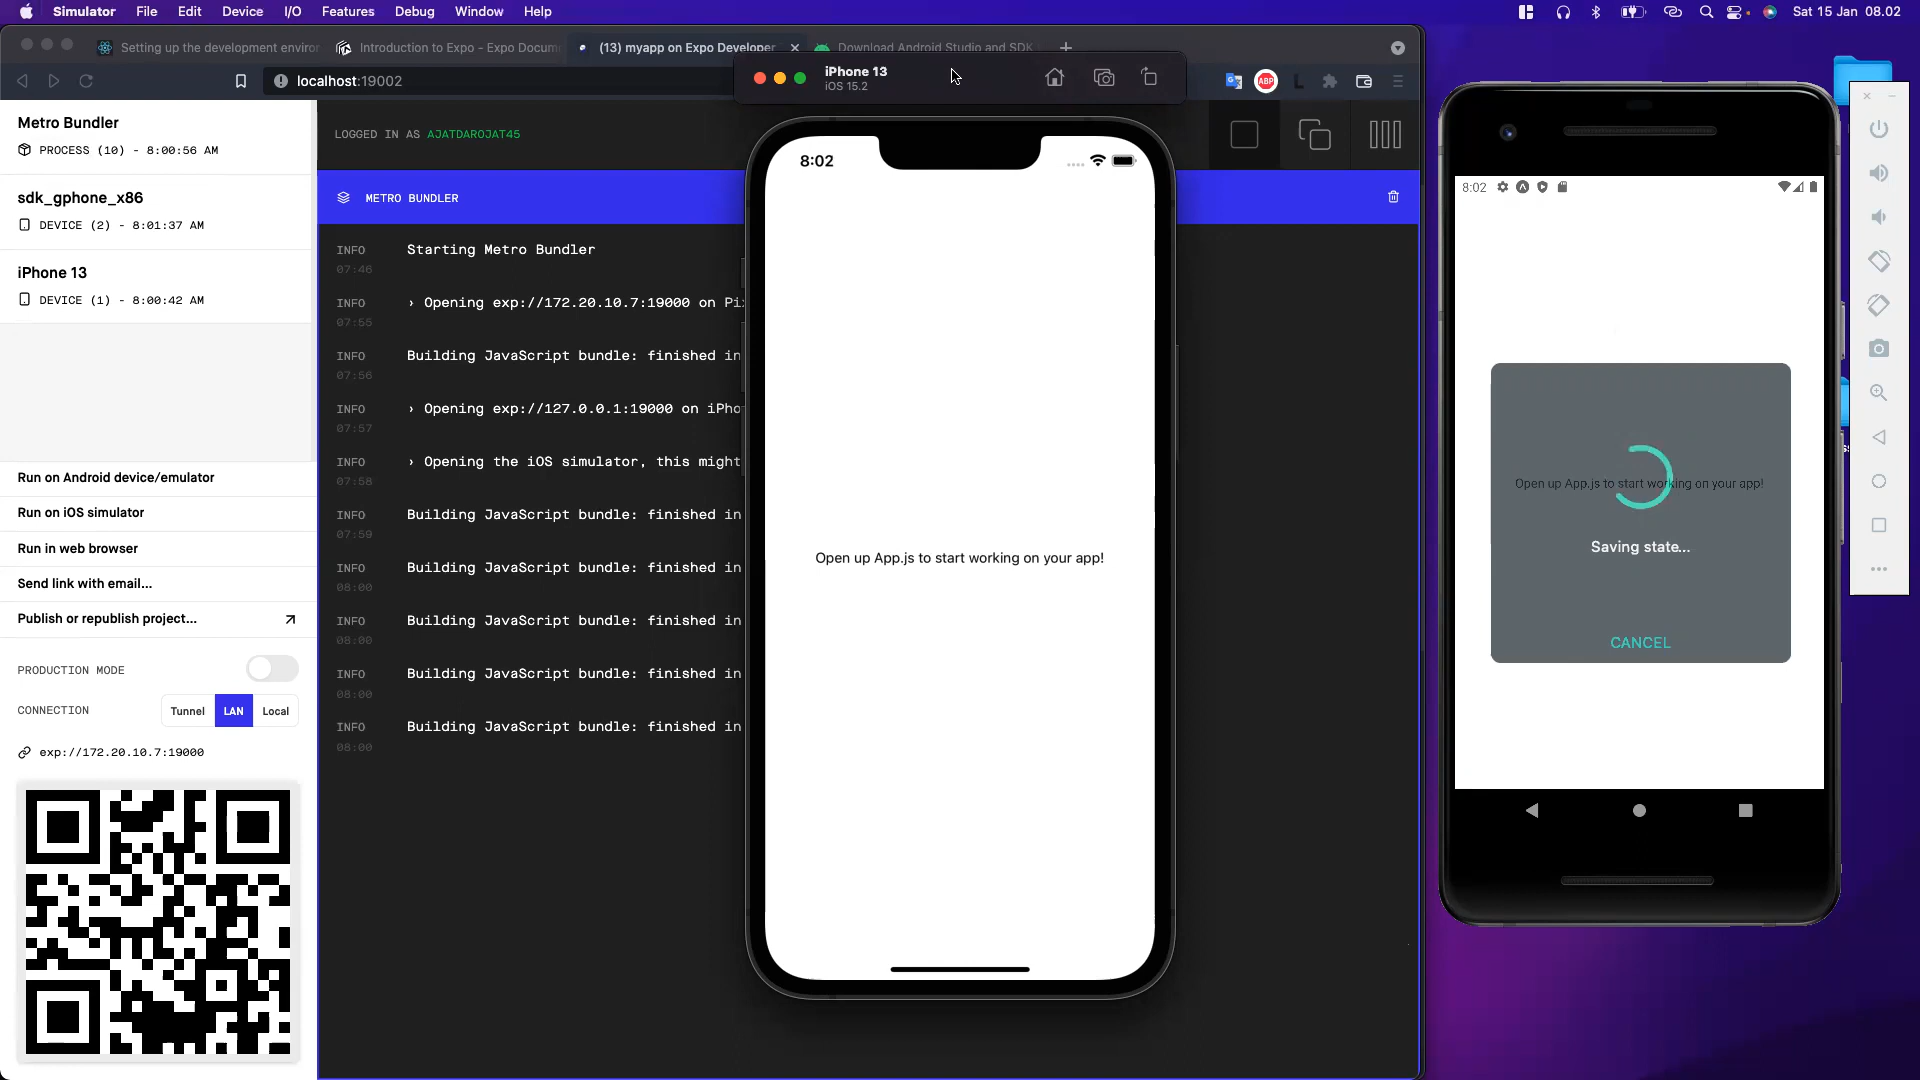 Simulator File Edit Device I/O Features Debug Window Help
Sat 15 Jan 08.02
Setting up the development enviror
Introduction to Expo - Expo Docum
(13) myapp on Expo Developer
Download Android Studio and SDK
localhost:19002
ABP
iPhone 13
iOS 15.2
Metro Bundler
PROCESS (10) - 8:00:56 AM
sdk_gphone_x86
DEVICE (2) - 8:01:37 AM
iPhone 13
DEVICE (1) - 8:00:42 AM
Run on Android device/emulator
Run on iOS simulator
Run in web browser
Send link with email...
Publish or republish project...
PRODUCTION MODE
CONNECTION
Tunnel LAN Local
exp://172.20.10.7:19000
LOGGED IN AS AJATDAROJAT45
METRO BUNDLER
INFO Starting Metro Bundler
07:46
INFO › Opening exp://172.20.10.7:19000 on Pi
07:55
INFO Building JavaScript bundle: finished in
07:56
INFO › Opening exp://127.0.0.1:19000 on iPho
07:57
INFO › Opening the iOS simulator, this might
07:58
INFO Building JavaScript bundle: finished in
07:59
INFO Building JavaScript bundle: finished in
08:00
INFO Building JavaScript bundle: finished in
08:00
INFO Building JavaScript bundle: finished in
08:00
INFO Building JavaScript bundle: finished in
08:00
8:02
Open up App.js to start working on your app!
8:02
Open up App.js to start working on your app!
Saving state...
CANCEL